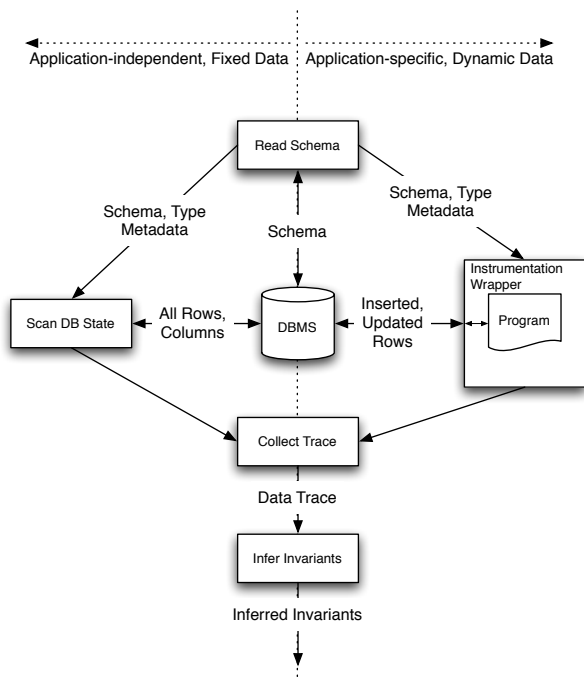 Application-independent, Fixed Data
Application-specific, Dynamic Data
Read Schema
Schema, Type
Metadata
Schema, Type
Metadata
Schema
Instrumentation
Wrapper
Scan DB State
All Rows,
Columns
DBMS
Inserted,
Updated
Rows
Program
Collect Trace
Data Trace
Infer Invariants
Inferred Invariants